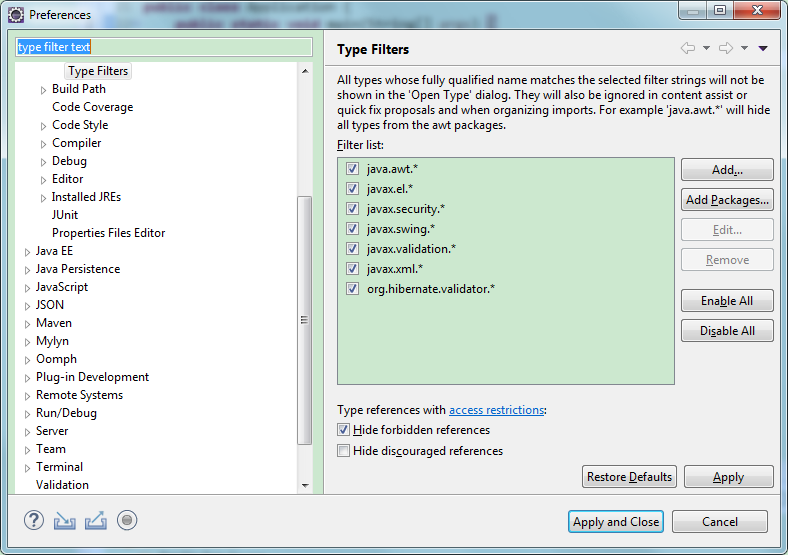 Preferences
type filter text
Type Filters
Build Path
Code Coverage
Code Style
Compiler
Debug
Editor
Installed JREs
JUnit
Properties Files Editor
Java EE
Java Persistence
JavaScript
JSON
Maven
Mylyn
Oomph
Plug-in Development
Remote Systems
Run/Debug
Server
Team
Terminal
Validation
Type Filters
All types whose fully qualified name matches the selected filter strings will not be
shown in the 'Open Type' dialog. They will also be ignored in content assist or
quick fix proposals and when organizing imports. For example 'java.awt.*' will hide
all types from the awt packages.
Filter list:
java.awt.*
javax.el.*
javax.security.*
javax.swing.*
javax.validation.*
javax.xml.*
org.hibernate.validator.*
Add...
Add Packages...
Edit...
Remove
Enable All
Disable All
Type references with access restrictions:
Hide forbidden references
Hide discouraged references
Restore Defaults
Apply
Apply and Close
Cancel